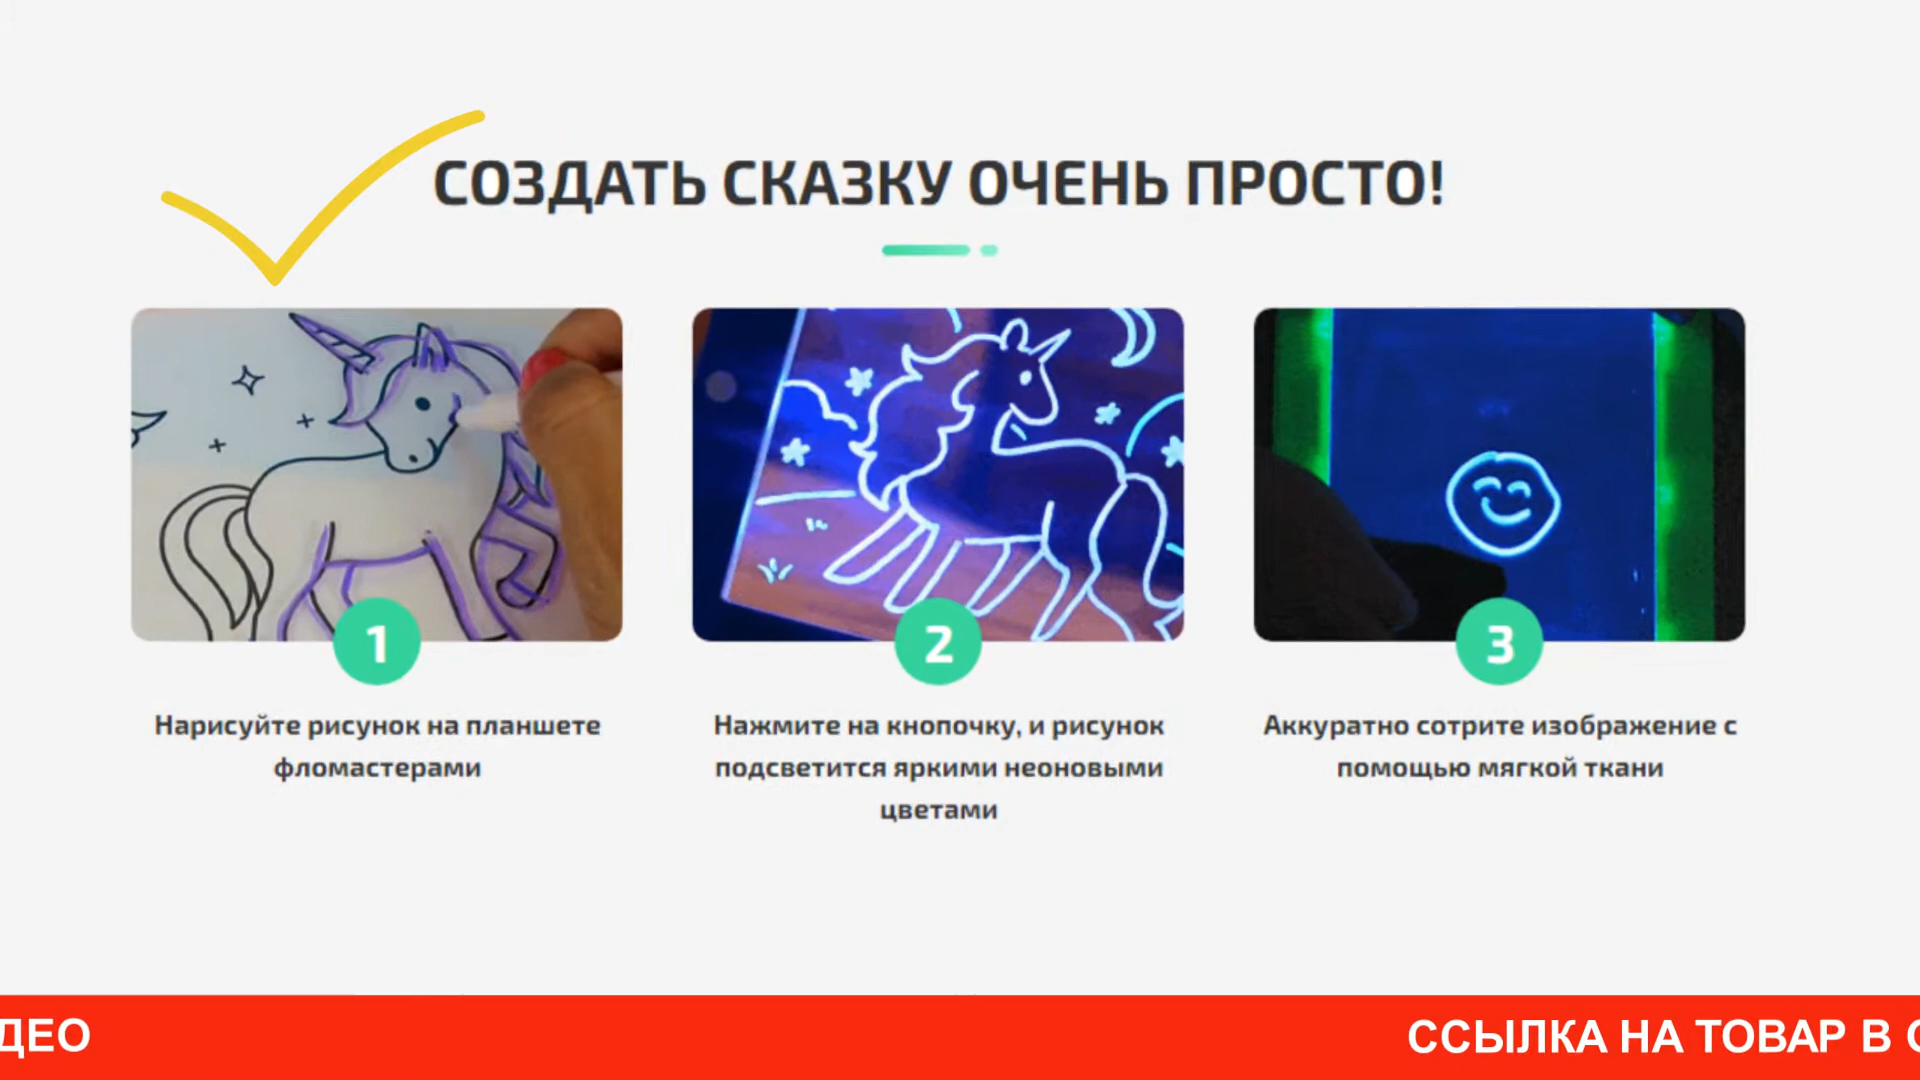 СОЗДАТЬ СКАЗКУ ОЧЕНЬ ПРОСТО!
1
Нарисуйте рисунок на планшете
фломастерами
2
Нажмите на кнопочку, и рисунок
подсветится яркими неоновыми
цветами
3
Аккуратно сотрите изображение с
помощью мягкой ткани
ССЫЛКА НА ТОВАР В